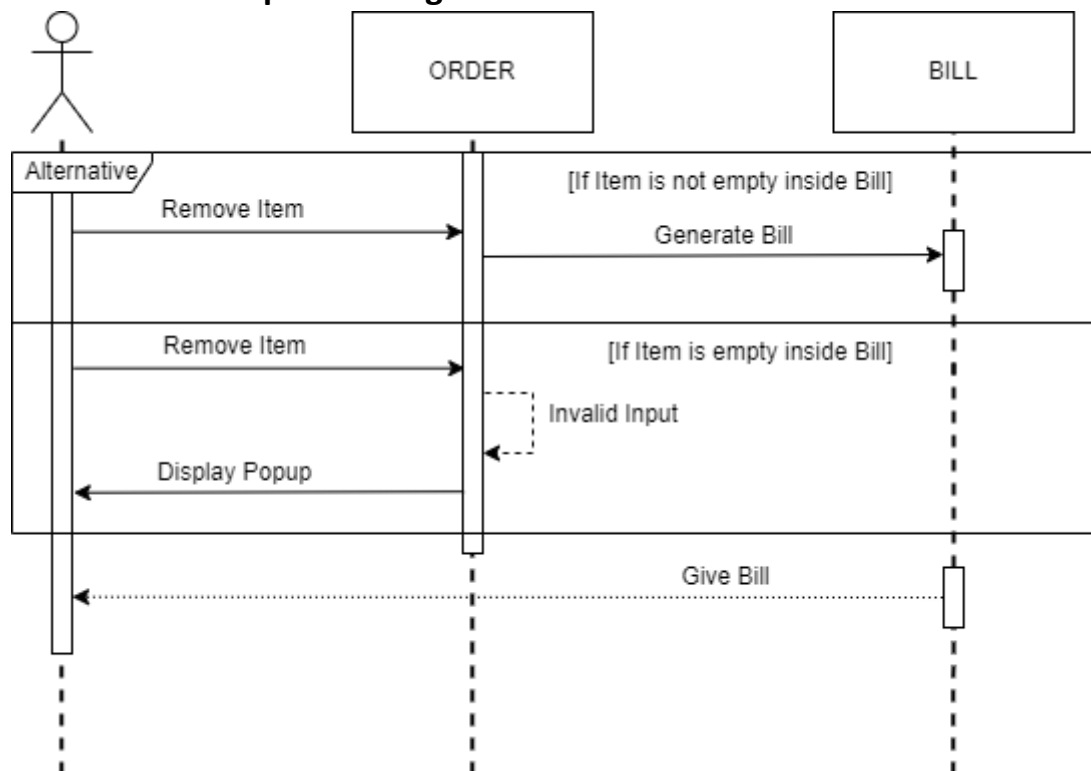 ORDER
BILL
Alternative
[If Item is not empty inside Bill]
Remove Item
Generate Bill
Remove Item
[If Item is empty inside Bill]
Invalid Input
Display Popup
Give Bill